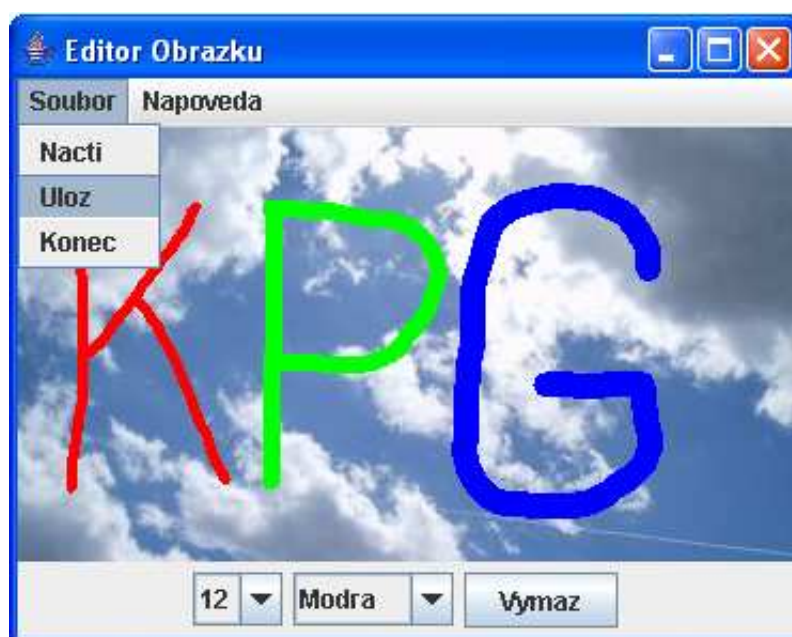 Editor Obrazku
Soubor Napoveda
Nacti
Uloz
Konec
KPG
12 Modra Vymaz